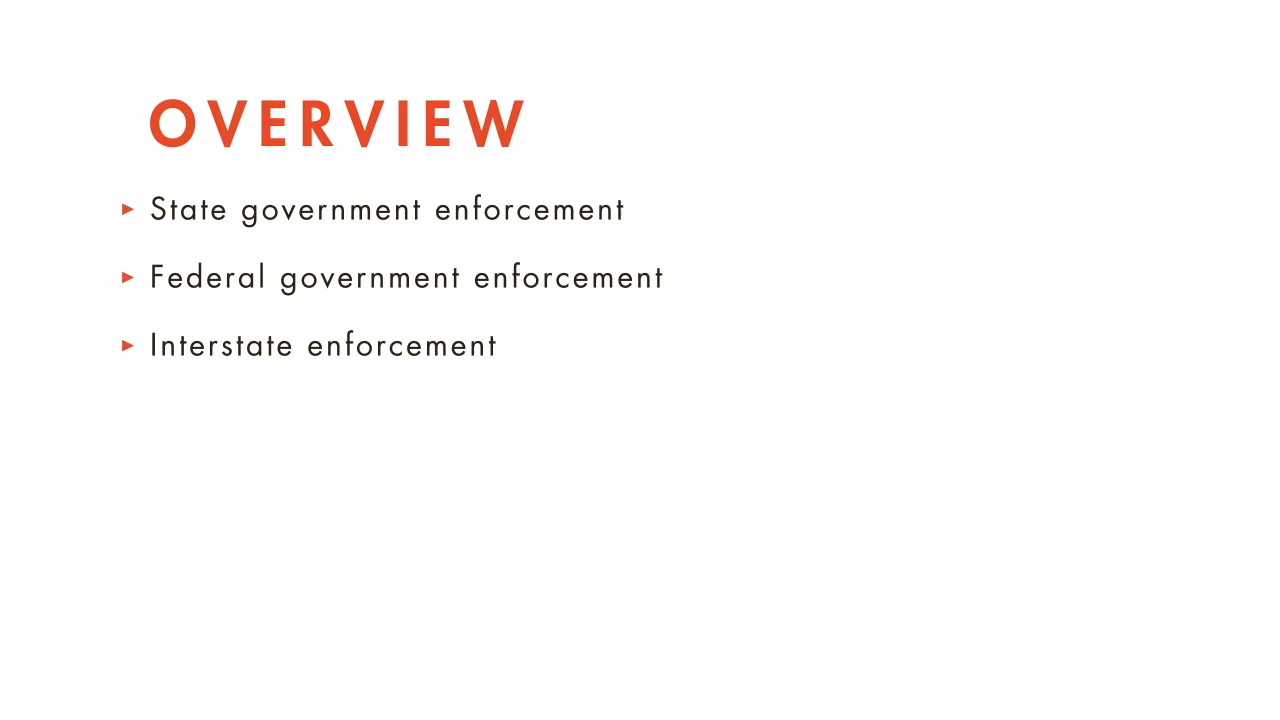 OVERVIEW
▸ State government enforcement
▸ Federal government enforcement
▸ Interstate enforcement